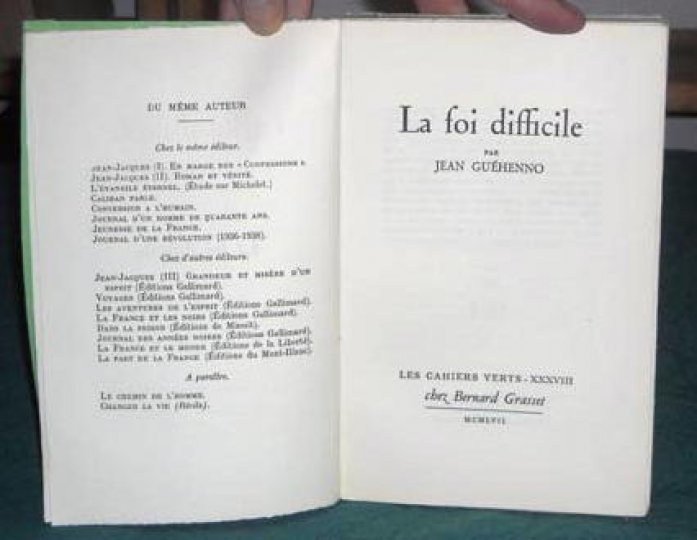 DU MÊME AUTEUR
Chez le même éditeur.
JEAN-JACQUES (I). EN MARGE DES « CONFESSIONS ».
JEAN-JACQUES (II). ROMAN ET VÉRITÉ.
L'ÉVANGILE ÉTERNEL. (Étude sur Michelet.)
CALIBAN PARLE.
CONVERSION A L'HUMAIN.
JOURNAL D'UN HOMME DE QUARANTE ANS.
JEUNESSE DE LA FRANCE.
JOURNAL D'UNE RÉVOLUTION (1936-1938).
Chez d'autres éditeurs.
JEAN-JACQUES (III) GRANDEUR ET MISÈRE D'UN
ESPRIT (Éditions Gallimard).
VOYAGES (Éditions Gallimard).
LES AVENTURES DE L'ESPRIT (Éditions Gallimard).
LA FRANCE ET LES NOIRS (Éditions Gallimard).
DANS LA PRISON (Éditions de Minuit).
JOURNAL DES ANNÉES NOIRES (Éditions Gallimard).
LA FRANCE ET LE MONDE (Éditions de la Liberté).
LA PART DE LA FRANCE (Éditions du Mont-Blanc).
A paraître.
LE CHEMIN DE L'HOMME.
CHANGER LA VIE (Récits).
La foi difficile
PAR
JEAN GUÉHENNO
LES CAHIERS VERTS - XXXVIII
chez Bernard Grasset
MCMLVII